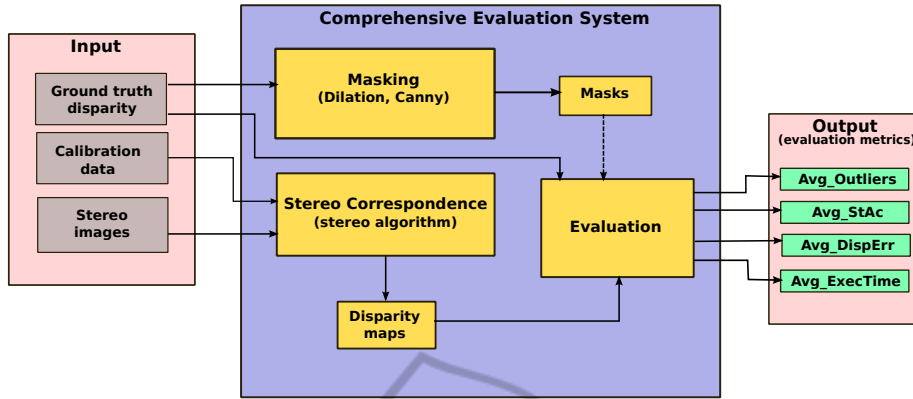 Comprehensive Evaluation System
Input
Ground truth
disparity
Calibration
data
Stereo
images
Masking
(Dilation, Canny)
Masks
Stereo Correspondence
(stereo algorithm)
Evaluation
Disparity
maps
Output
(evaluation metrics)
Avg_Outliers
Avg_StAc
Avg_DispErr
Avg_ExecTime